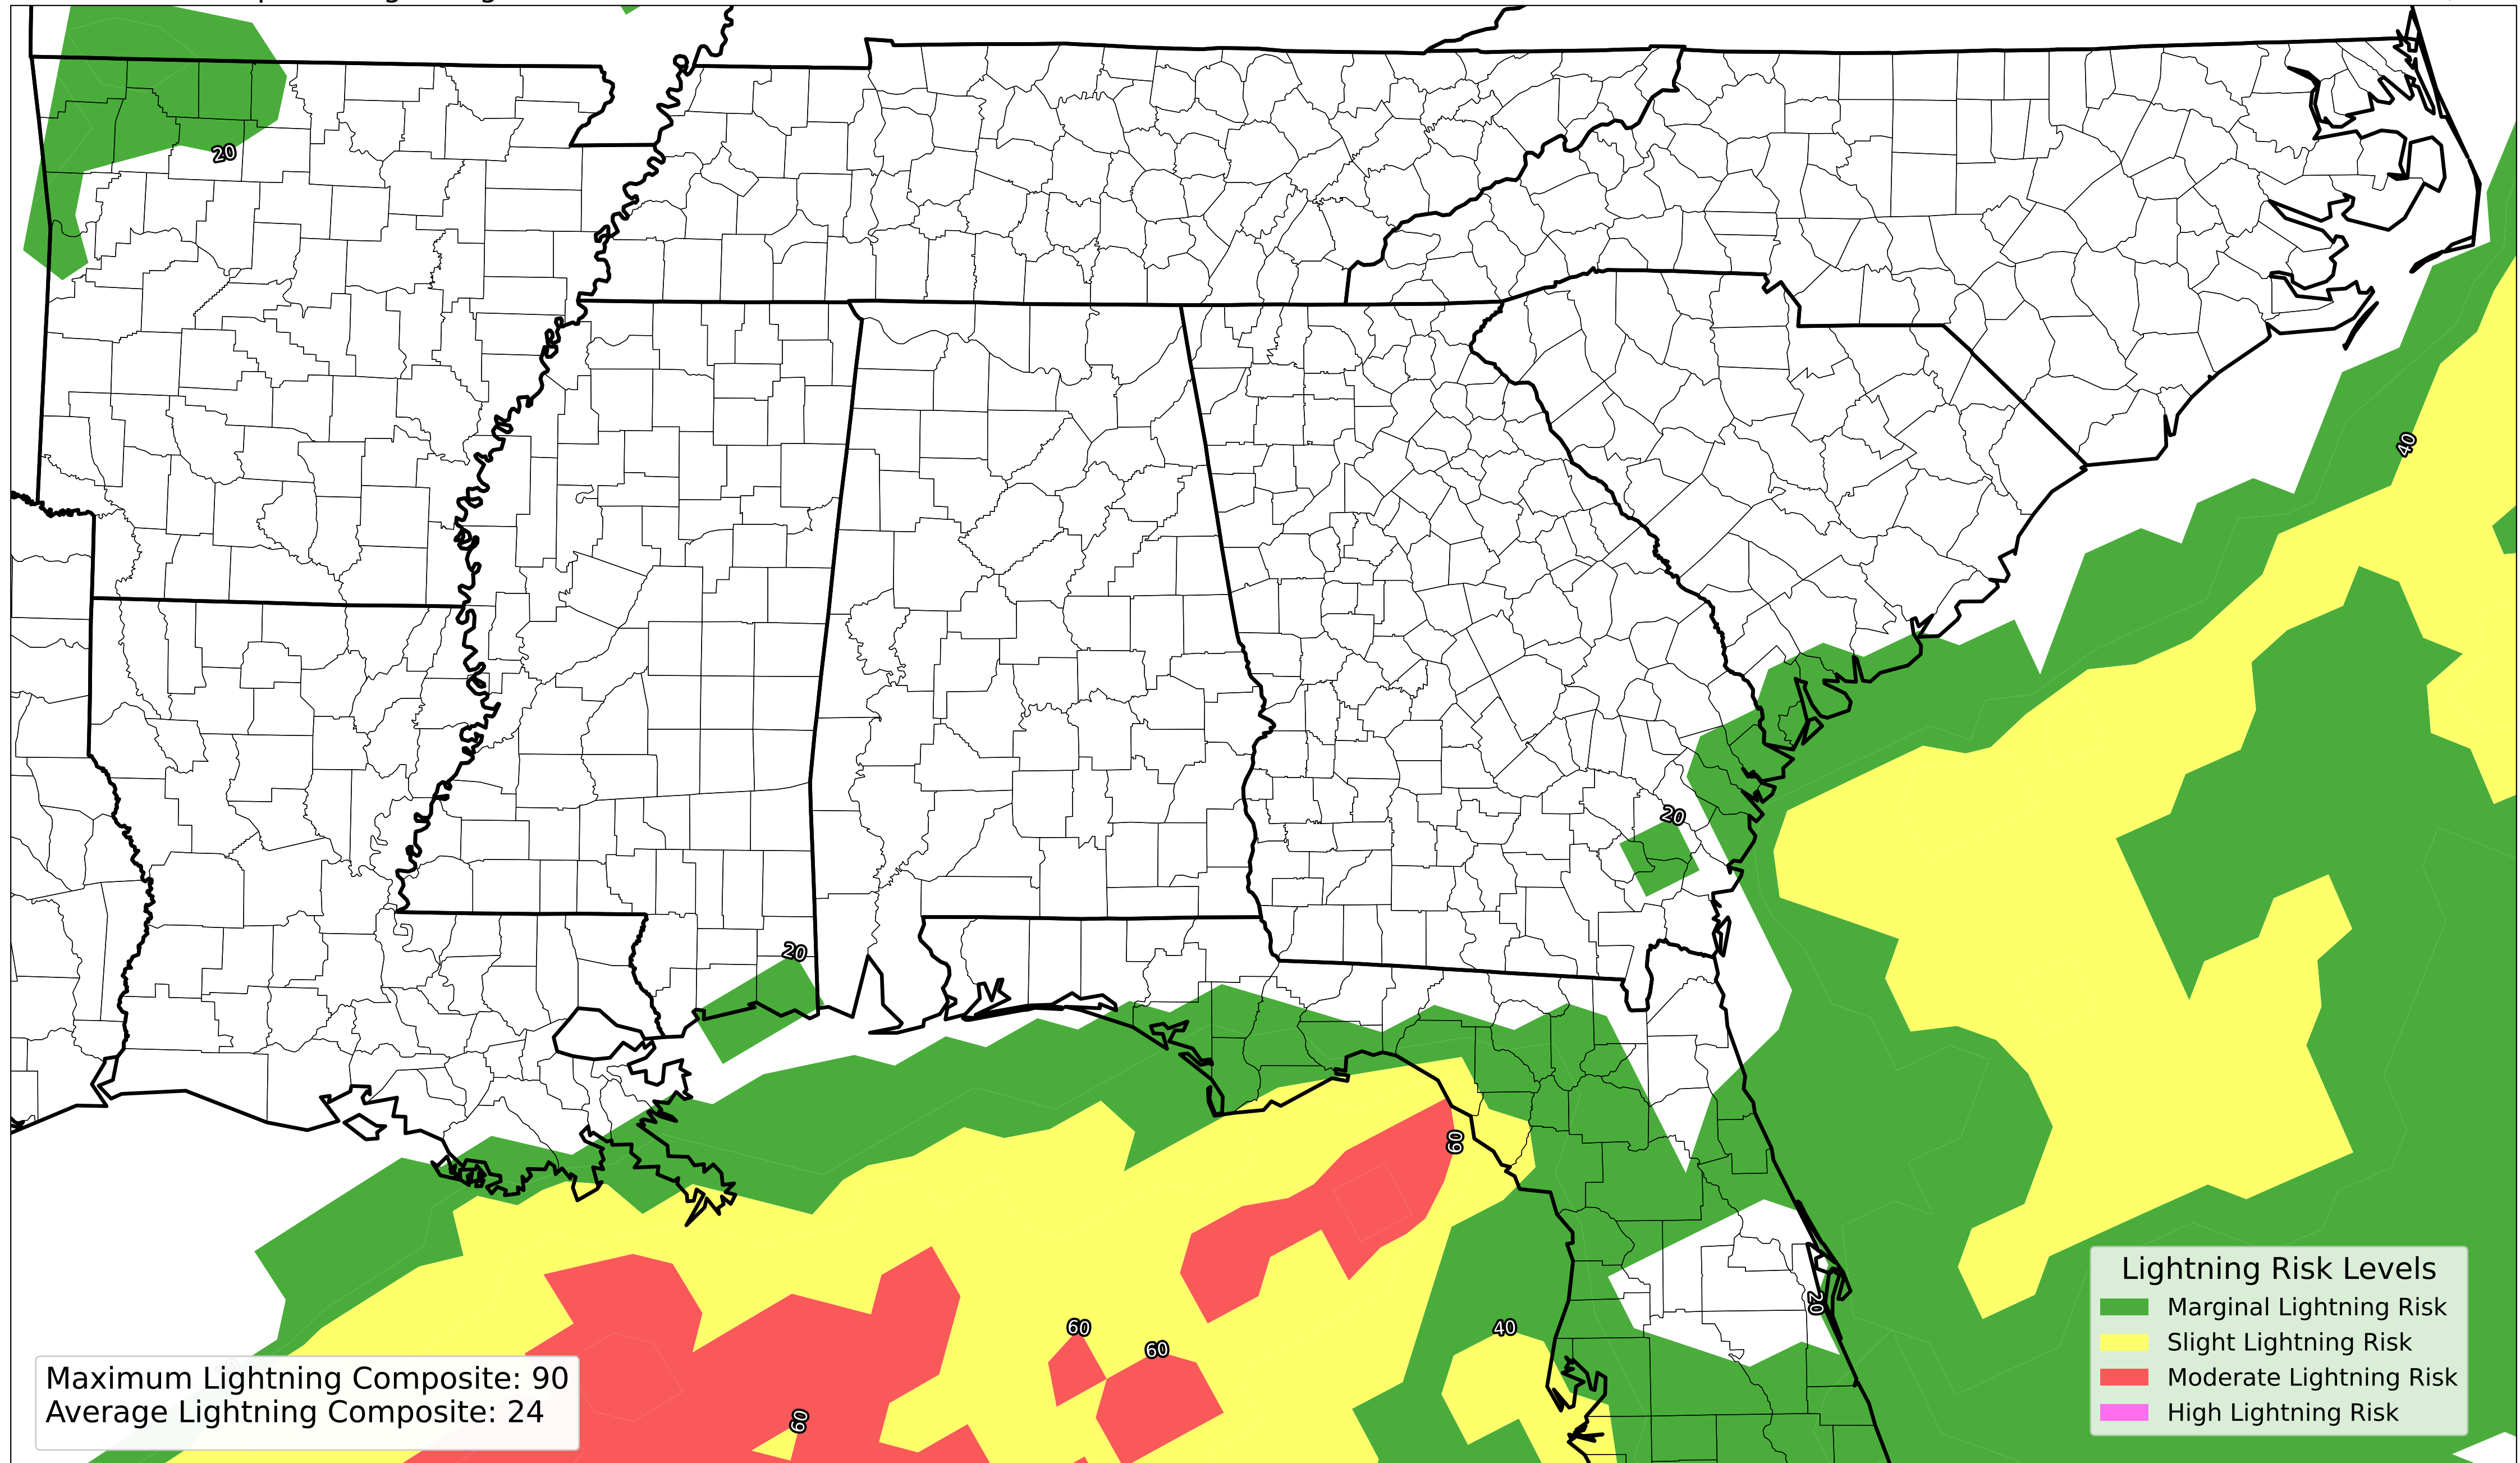 20
40
20
20
60
20
60
40
60
60
Maximum Lightning Composite: 90
Average Lightning Composite: 24
Lightning Risk Levels
Marginal Lightning Risk
Slight Lightning Risk
Moderate Lightning Risk
High Lightning Risk